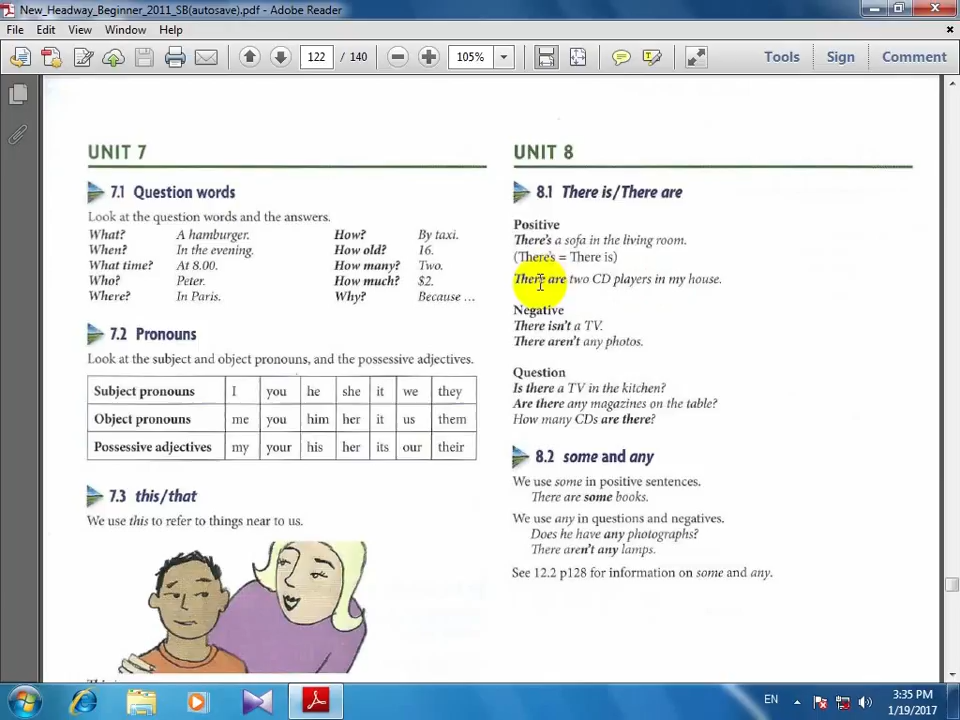 New_Headway_Beginner_2011_SB(autosave).pdf - Adobe Reader
File Edit View Window Help
122 / 140 105% Tools Sign Comment
UNIT 7
7.1 Question words
Look at the question words and the answers.
What? A hamburger. How? By taxi.
When? In the evening. How old? 16.
What time? At 8.00. How many? Two.
Who? Peter. How much? $2.
Where? In Paris. Why? Because ...
7.2 Pronouns
Look at the subject and object pronouns, and the possessive adjectives.
Subject pronouns I you he she it we they
Object pronouns me you him her it us them
Possessive adjectives my your his her its our their
7.3 this/that
We use this to refer to things near to us.
UNIT 8
8.1 There is/There are
Positive
There's a sofa in the living room.
(There's = There is)
There are two CD players in my house.
Negative
There isn't a TV.
There aren't any photos.
Question
Is there a TV in the kitchen?
Are there any magazines on the table?
How many CDs are there?
8.2 some and any
We use some in positive sentences.
There are some books.
We use any in questions and negatives.
Does he have any photographs?
There aren't any lamps.
See 12.2 p128 for information on some and any.
EN 3:35 PM
1/19/2017